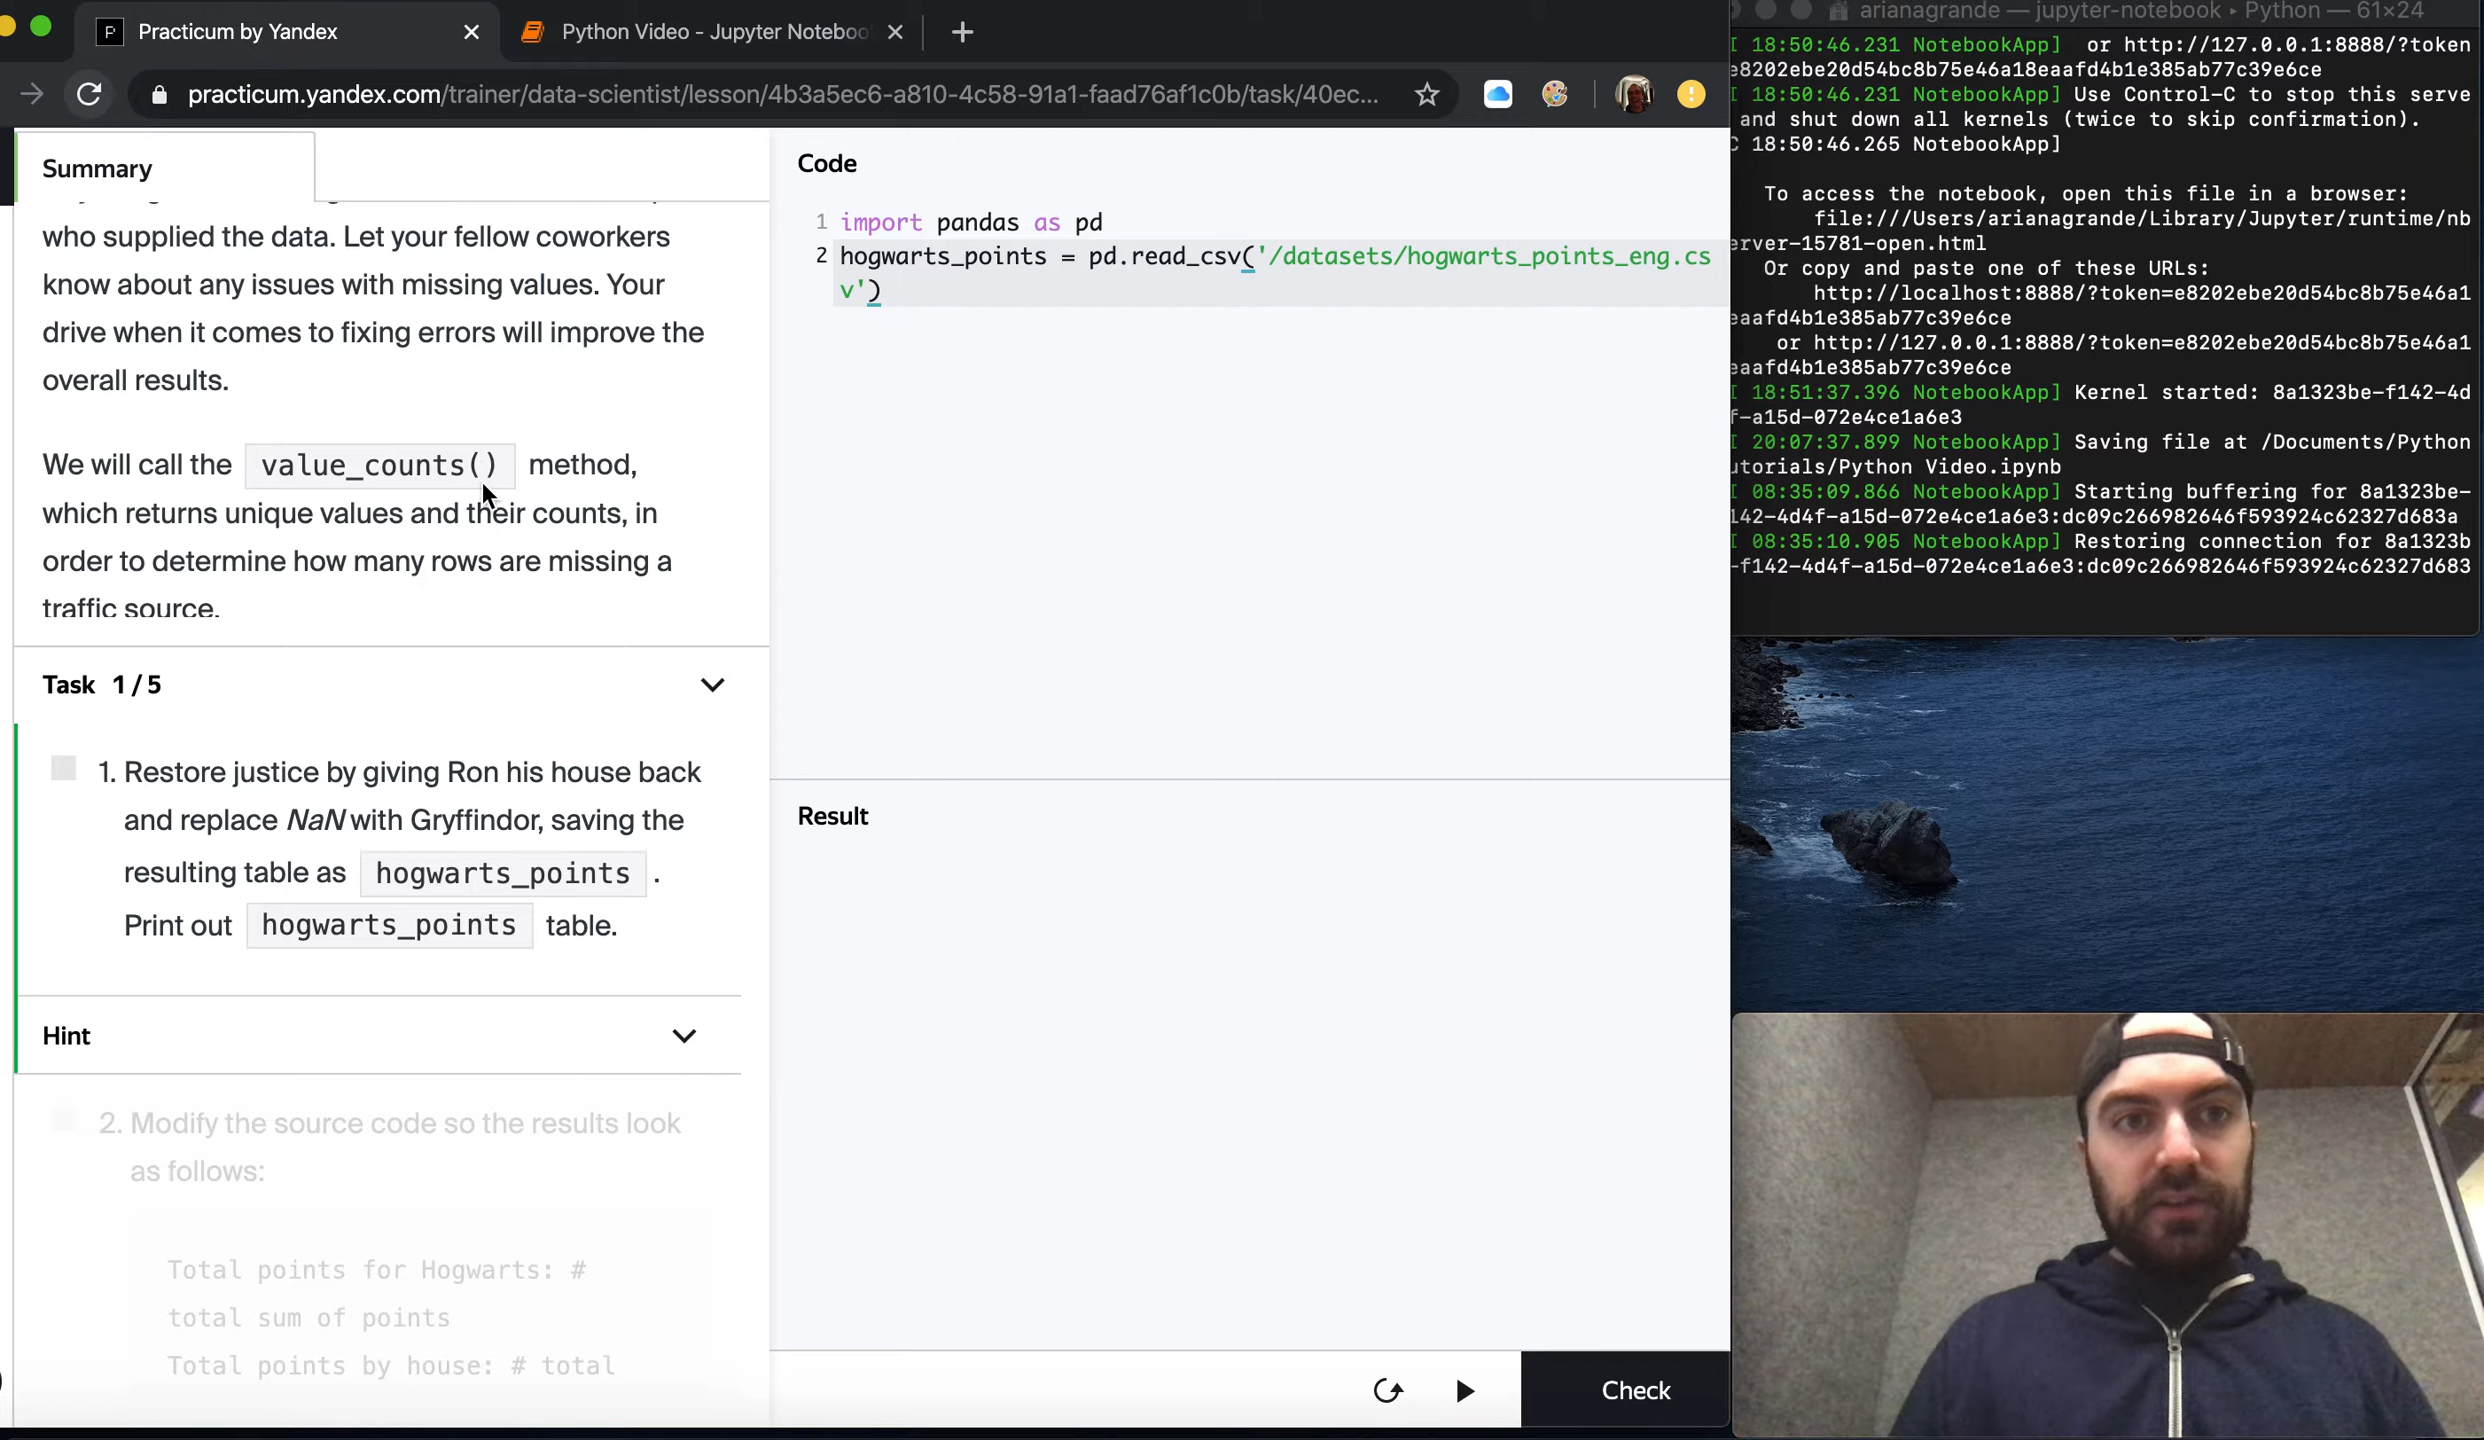 Practicum by Yandex
Python Video - Jupyter Noteboo
practicum.yandex.com/trainer/data-scientist/lesson/4b3a5ec6-a810-4c58-91a1-faad76af1c0b/task/40ec...
Summary
who supplied the data. Let your fellow coworkers
know about any issues with missing values. Your
drive when it comes to fixing errors will improve the
overall results.
We will call the value_counts() method,
which returns unique values and their counts, in
order to determine how many rows are missing a
traffic source.
Task 1 / 5
1. Restore justice by giving Ron his house back
and replace NaN with Gryffindor, saving the
resulting table as hogwarts_points .
Print out hogwarts_points table.
Hint
2. Modify the source code so the results look
as follows:
Total points for Hogwarts: #
total sum of points
Total points by house: # total
Code
1 import pandas as pd
2 hogwarts_points = pd.read_csv('/datasets/hogwarts_points_eng.cs
v')
Result
Check
arianagrande — jupyter-notebook ▸ Python — 61×24
I 18:50:46.231 NotebookApp] or http://127.0.0.1:8888/?token
e8202ebe20d54bc8b75e46a18eaafd4b1e385ab77c39e6ce
I 18:50:46.231 NotebookApp] Use Control-C to stop this serve
and shut down all kernels (twice to skip confirmation).
C 18:50:46.265 NotebookApp]
To access the notebook, open this file in a browser:
file:///Users/arianagrande/Library/Jupyter/runtime/nb
erver-15781-open.html
Or copy and paste one of these URLs:
http://localhost:8888/?token=e8202ebe20d54bc8b75e46a1
eaafd4b1e385ab77c39e6ce
or http://127.0.0.1:8888/?token=e8202ebe20d54bc8b75e46a1
eaafd4b1e385ab77c39e6ce
I 18:51:37.396 NotebookApp] Kernel started: 8a1323be-f142-4d
f-a15d-072e4ce1a6e3
I 20:07:37.899 NotebookApp] Saving file at /Documents/Python
utorials/Python Video.ipynb
I 08:35:09.866 NotebookApp] Starting buffering for 8a1323be-
142-4d4f-a15d-072e4ce1a6e3:dc09c266982646f593924c62327d683a
I 08:35:10.905 NotebookApp] Restoring connection for 8a1323b
-f142-4d4f-a15d-072e4ce1a6e3:dc09c266982646f593924c62327d683